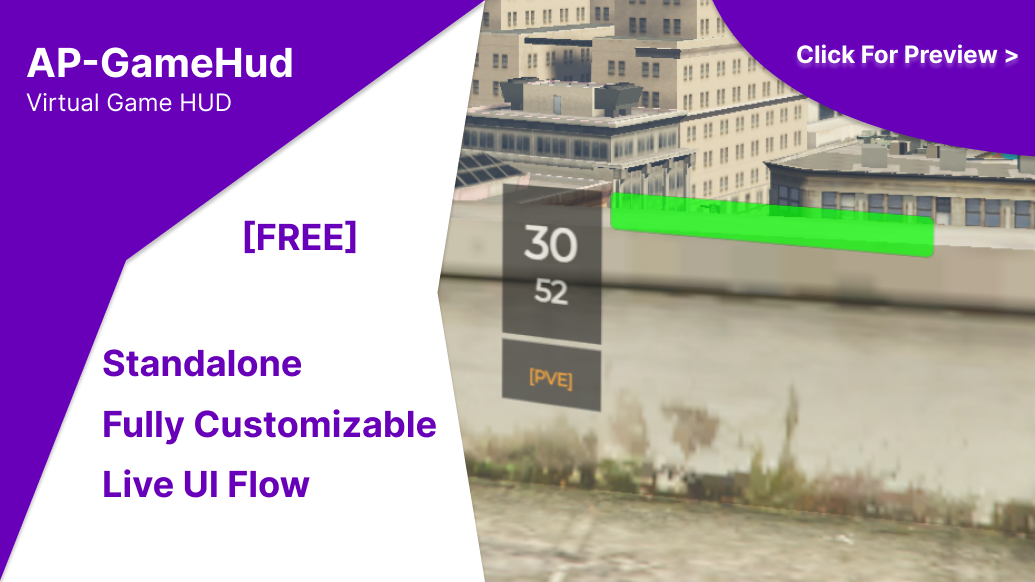 AP-GameHud
Virtual Game HUD
Click For Preview >
[FREE]
Standalone
Fully Customizable
Live UI Flow
30
52
[PVE]